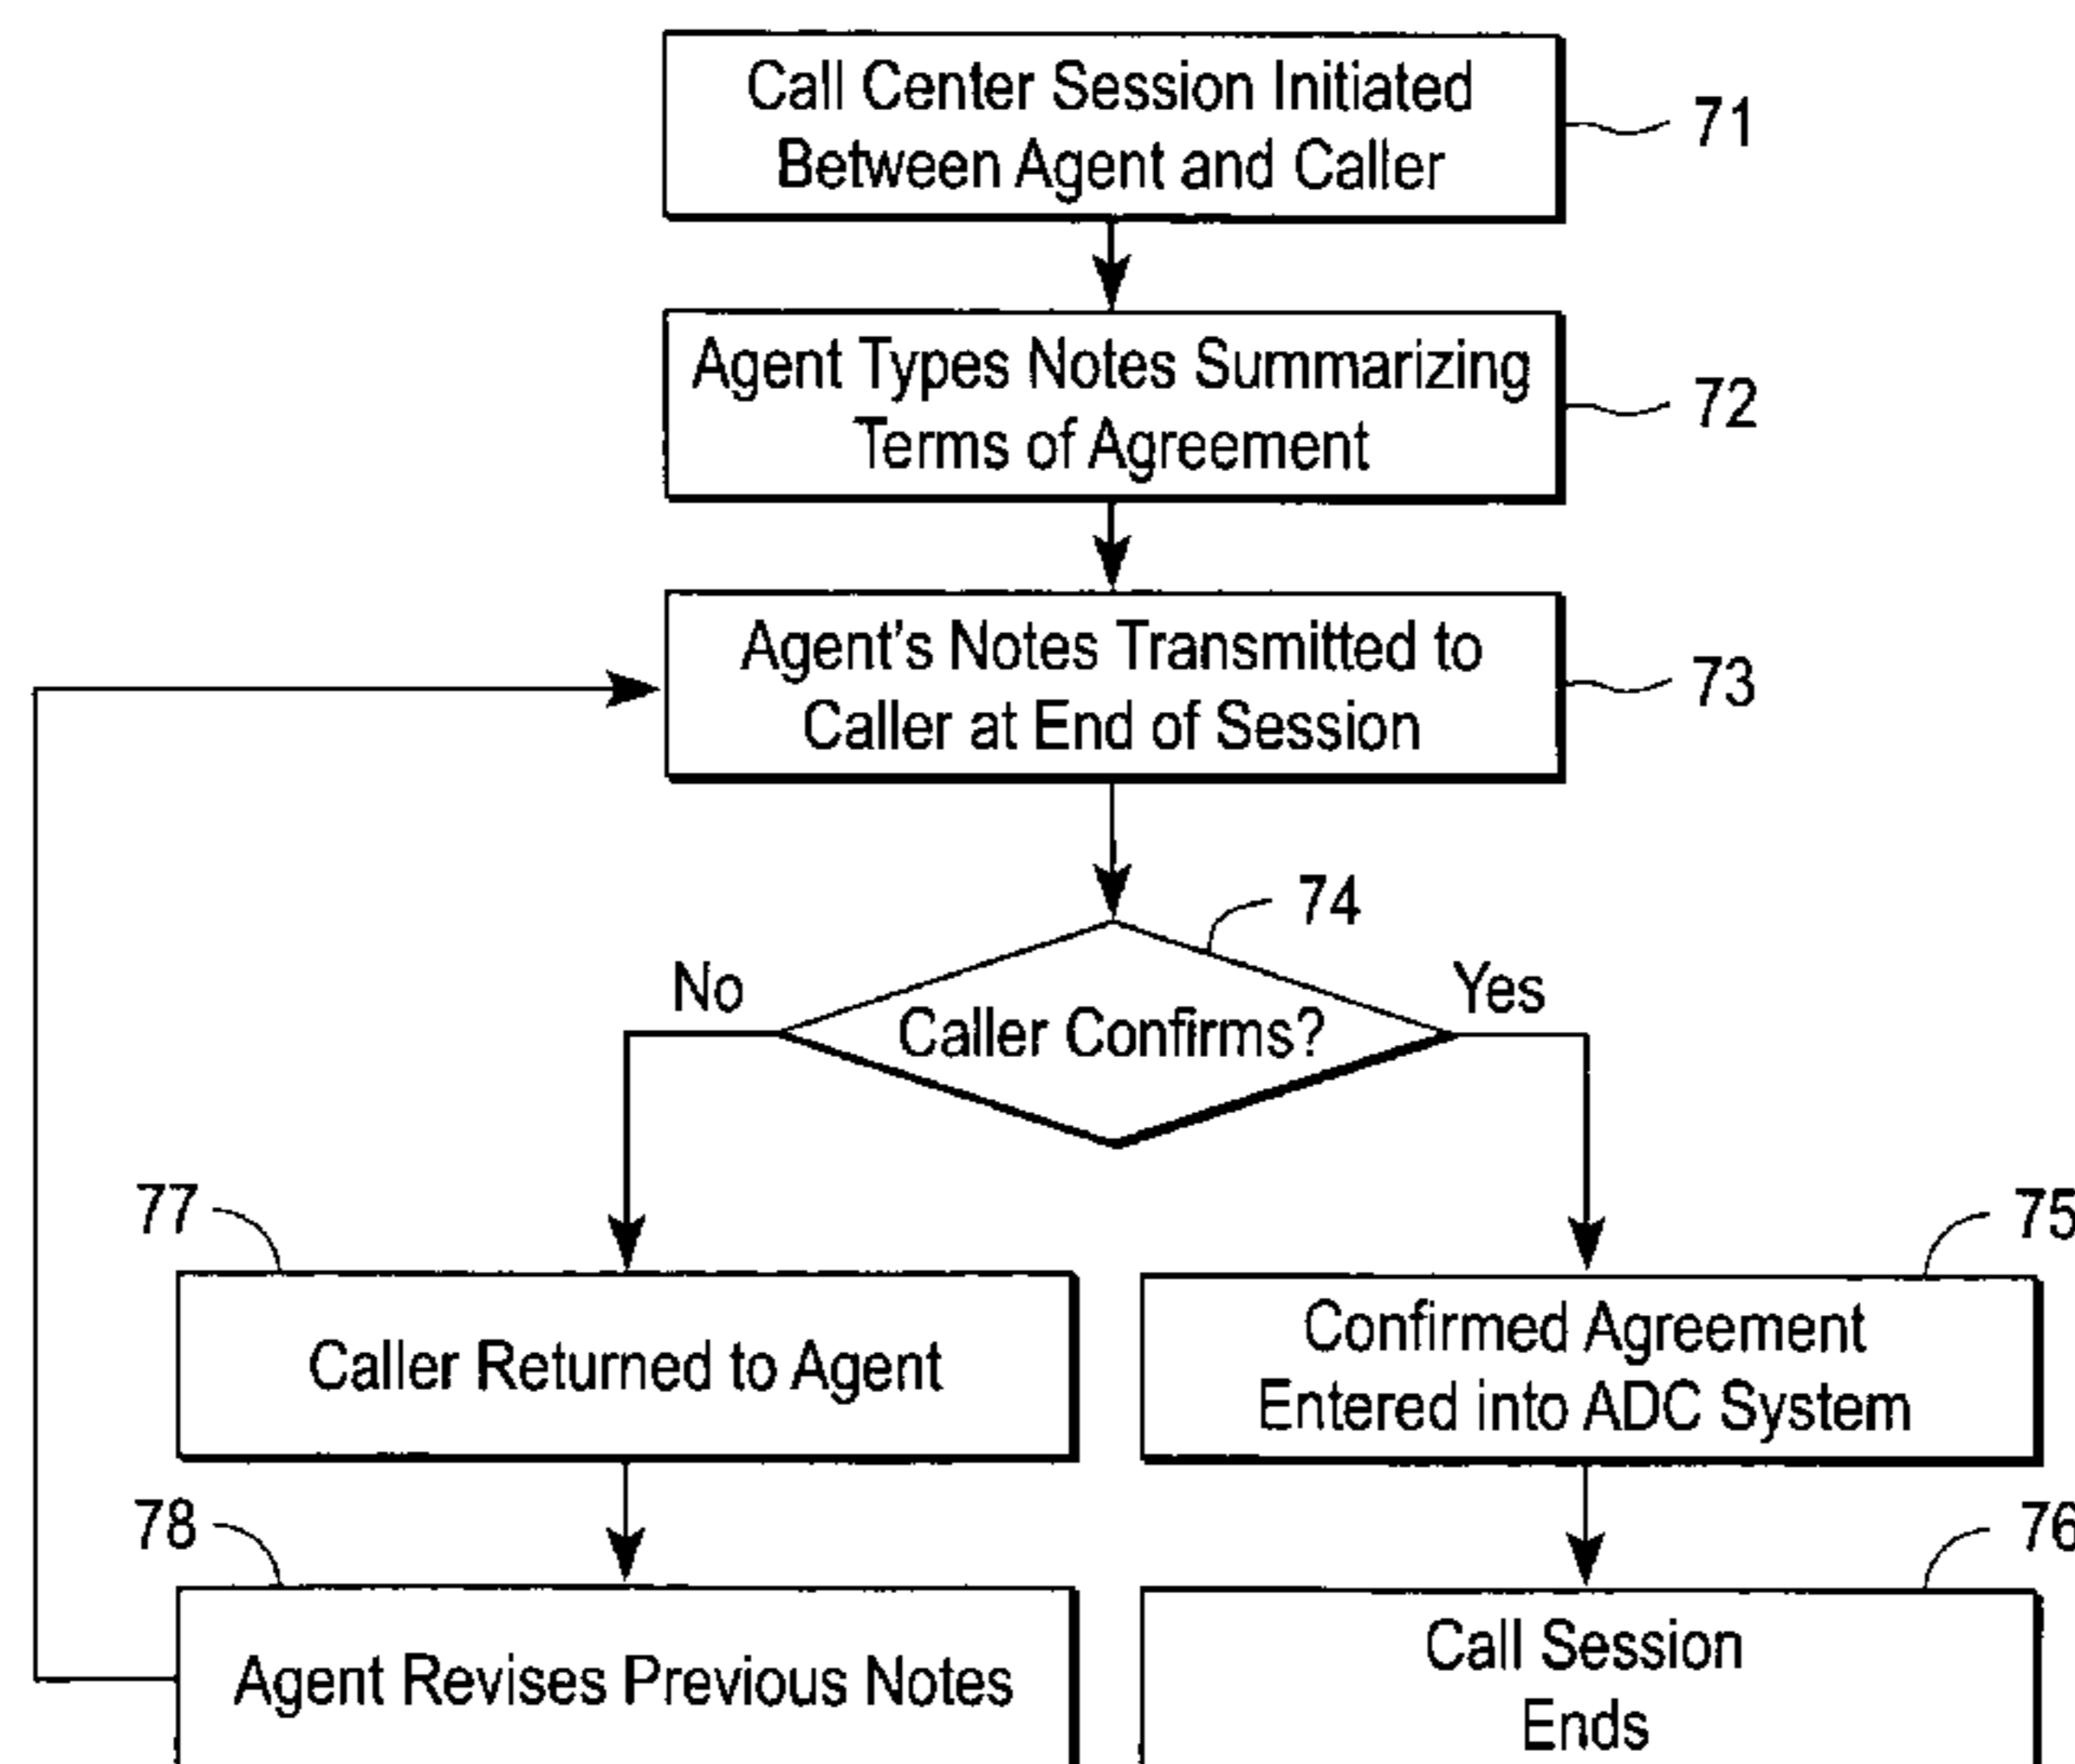 Call Center Session Initiated
Between Agent and Caller
71
Agent Types Notes Summarizing
Terms of Agreement
72
Agent's Notes Transmitted to
Caller at End of Session
73
74
No
Yes
Caller Confirms?
77
75
Caller Returned to Agent
Confirmed Agreement
Entered into ADC System
78
76
Agent Revises Previous Notes
Call Session
Ends